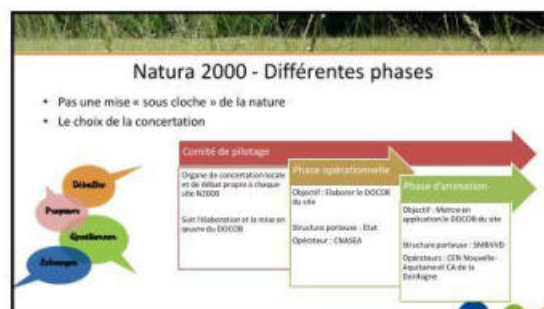 Natura 2000 - Différentes phases
• Pas une mise « sous cloche » de la nature
• Le choix de la concertation
Débattre
Proposer
Questionner
Echanger
Comité de pilotage
Organe de concertation locale
et de débat propre à chaque
site N2000
Suit l'élaboration et la mise en
œuvre du DOCOB
Phase opérationnelle
Objectif : Elaborer le DOCOB
du site
Structure porteuse : Etat
Opérateur : CNASEA
Phase d'animation
Objectif : Mettre en
application le DOCOB du site
Structure porteuse : SMBVVD
Opérateurs : CEN Nouvelle-
Aquitaine et CA de la
Dordogne